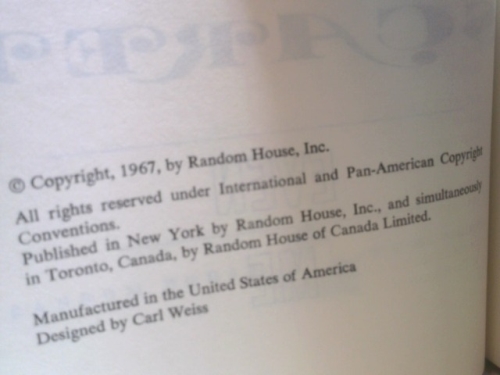 © Copyright, 1967, by Random House, Inc.
All rights reserved under International and Pan-American Copyright
Conventions.
Published in New York by Random House, Inc., and simultaneously
in Toronto, Canada, by Random House of Canada Limited.
Manufactured in the United States of America
Designed by Carl Weiss